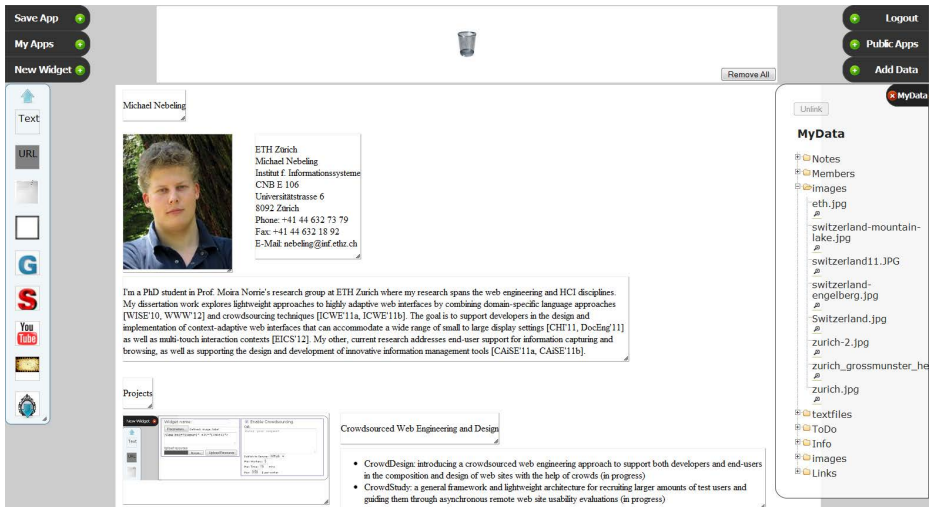 Save App
My Apps
New Widget
Logout
Public Apps
Add Data
Remove All
Text
URL
G
S
You
Tube
Michael Nebeling
ETH Zürich
Michael Nebeling
Institut f. Informationssysteme
CNB E 106
Universitätstrasse 6
8092 Zürich
Phone: +41 44 632 73 79
Fax: +41 44 632 18 92
E-Mail: nebeling@inf.ethz.ch
I'm a PhD student in Prof. Moira Norrie's research group at ETH Zurich where my research spans the web engineering and HCI disciplines.
My dissertation work explores lightweight approaches to highly adaptive web interfaces by combining domain-specific language approaches
[WISE'10, WWW'12] and crowdsourcing techniques [ICWE'11a, ICWE'11b]. The goal is to support developers in the design and
implementation of context-adaptive web interfaces that can accommodate a wide range of small to large display settings [CHI'11, DocEng'11]
as well as multi-touch interaction contexts [EICS'12]. My other, current research addresses end-user support for information capturing and
browsing, as well as supporting the design and development of innovative information management tools [CAiSE'11a, CAiSE'11b].
Projects
New Widget
Widget name:
Enable Crowdsourcing
Text
Crowdsourced Web Engineering and Design
• CrowdDesign: introducing a crowdsourced web engineering approach to support both developers and end-users
in the composition and design of web sites with the help of crowds (in progress)
• CrowdStudy: a general framework and lightweight architecture for recruiting larger amounts of test users and
guiding them through asynchronous remote web site usability evaluations (in progress)
MyData
Unlink
MyData
Notes
Members
images
eth.jpg
switzerland-mountain-
lake.jpg
switzerland11.JPG
switzerland-
engelberg.jpg
Switzerland.jpg
zurich-2.jpg
zurich_grossmunster_he
zurich.jpg
textfiles
ToDo
Info
images
Links